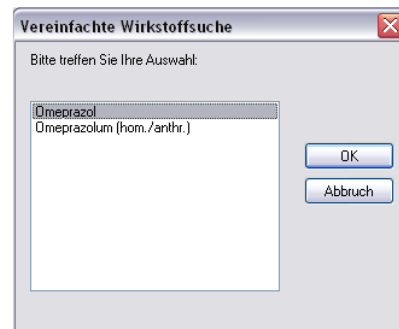 Vereinfachte Wirkstoffsuche
Bitte treffen Sie Ihre Auswahl:
Omeprazol
Omeprazolum (hom./anthr.)
OK
Abbruch